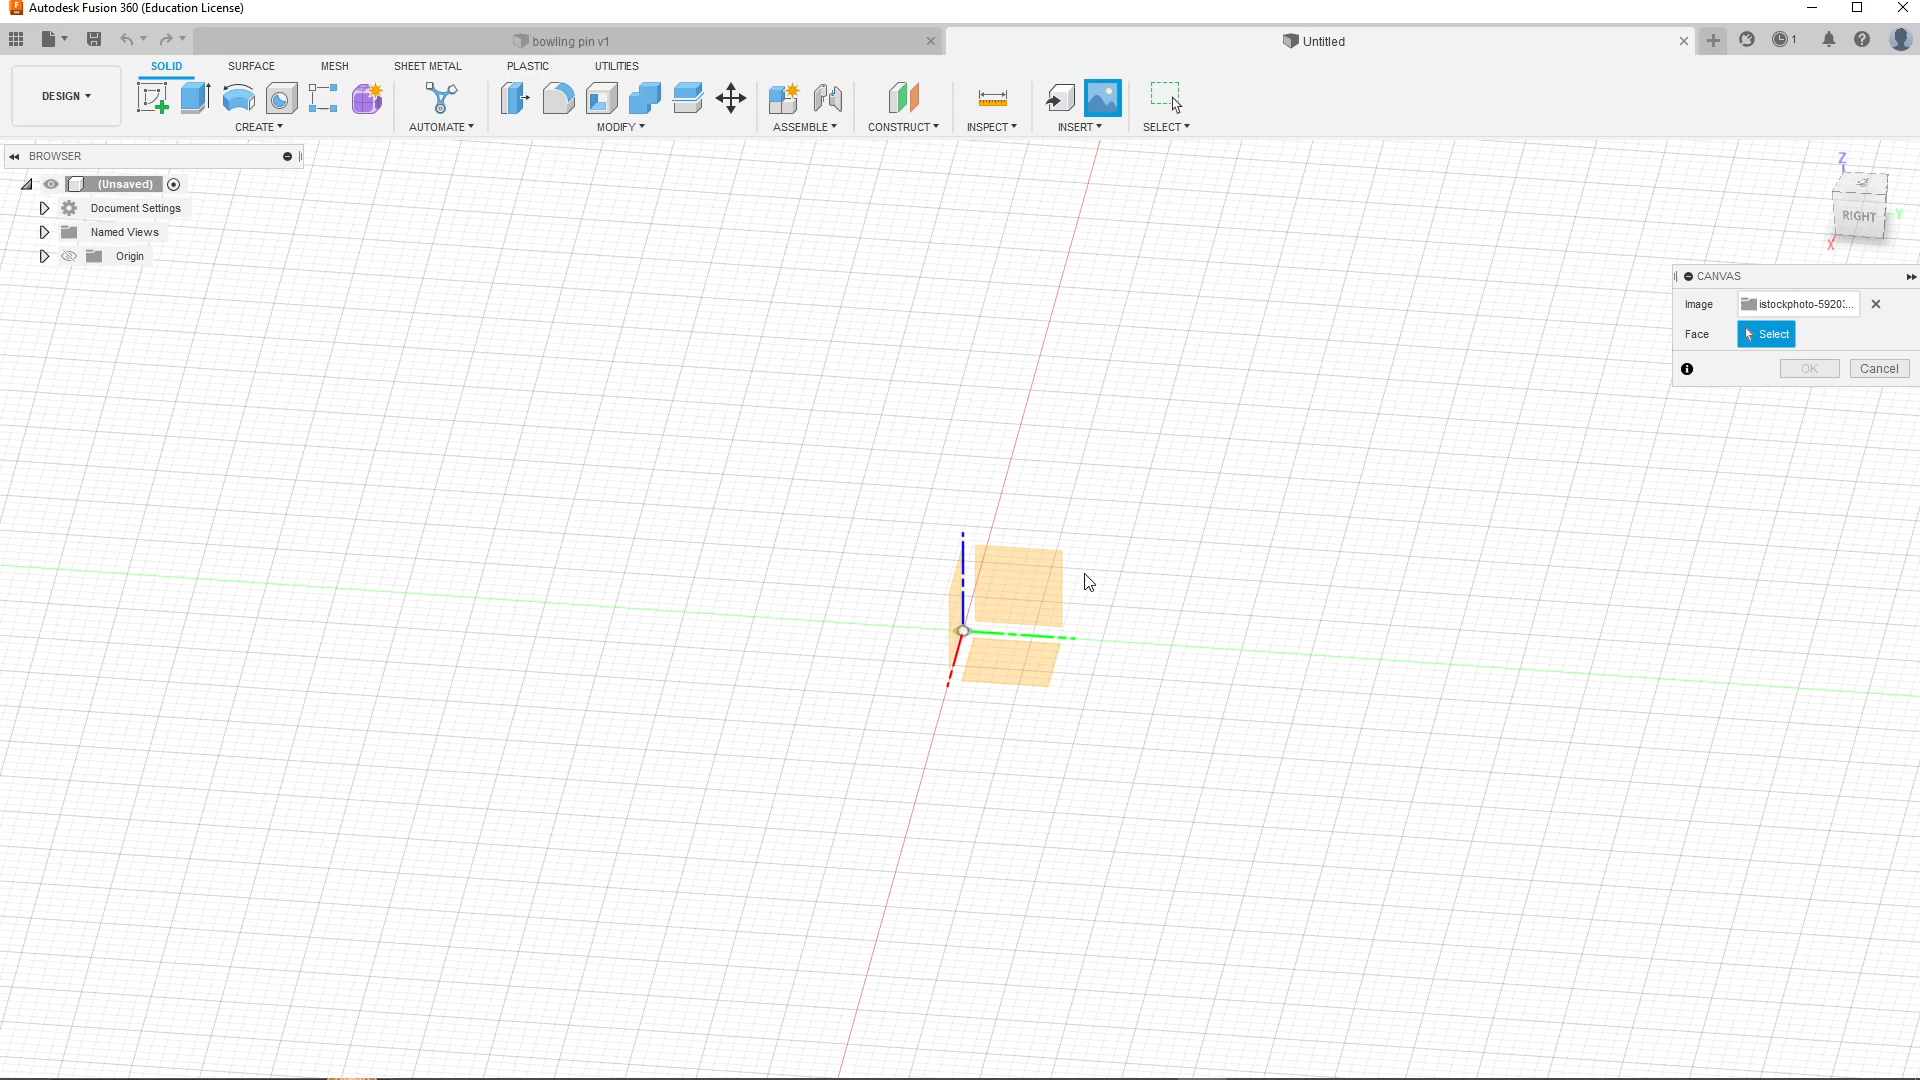 Autodesk Fusion 360 (Education License)
bowling pin v1
Untitled
1
SOLID
SURFACE
MESH
SHEET METAL
PLASTIC
UTILITIES
DESIGN
CREATE
AUTOMATE
MODIFY
ASSEMBLE
CONSTRUCT
INSPECT
INSERT
SELECT
BROWSER
(Unsaved)
Document Settings
Named Views
Origin
Z
RIGHT
Y
X
CANVAS
Image
istockphoto-5920:...
Face
Select
OK
Cancel